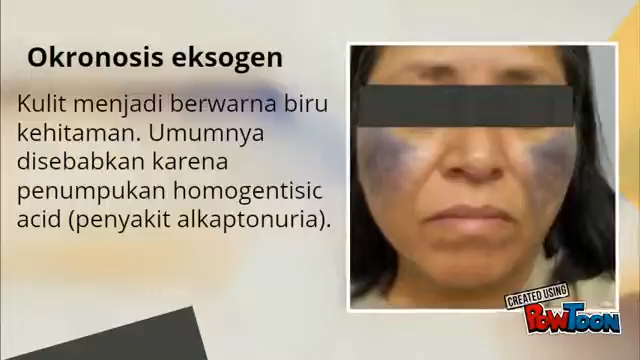 Okronosis eksogen
Kulit menjadi berwarna biru
kehitaman. Umumnya
disebabkan karena
penumpukan homogentisic
acid (penyakit alkaptonuria).
CREATED USING
POWTOON